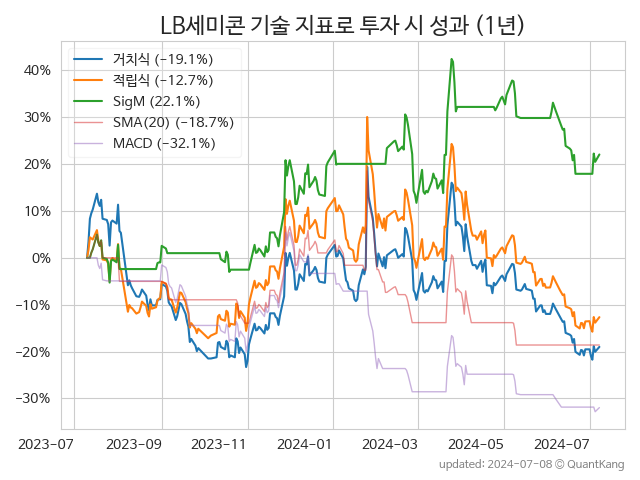 LB세미콘 기술 지표로 투자 시 성과 (1년)
거치식 (−19.1%)
적립식 (−12.7%)
SigM (22.1%)
SMA(20) (−18.7%)
MACD (−32.1%)
40%
30%
20%
10%
0%
−10%
−20%
−30%
2023−07
2023−09
2023−11
2024−01
2024−03
2024−05
2024−07
updated: 2024−07−08 ⓒ QuantKang